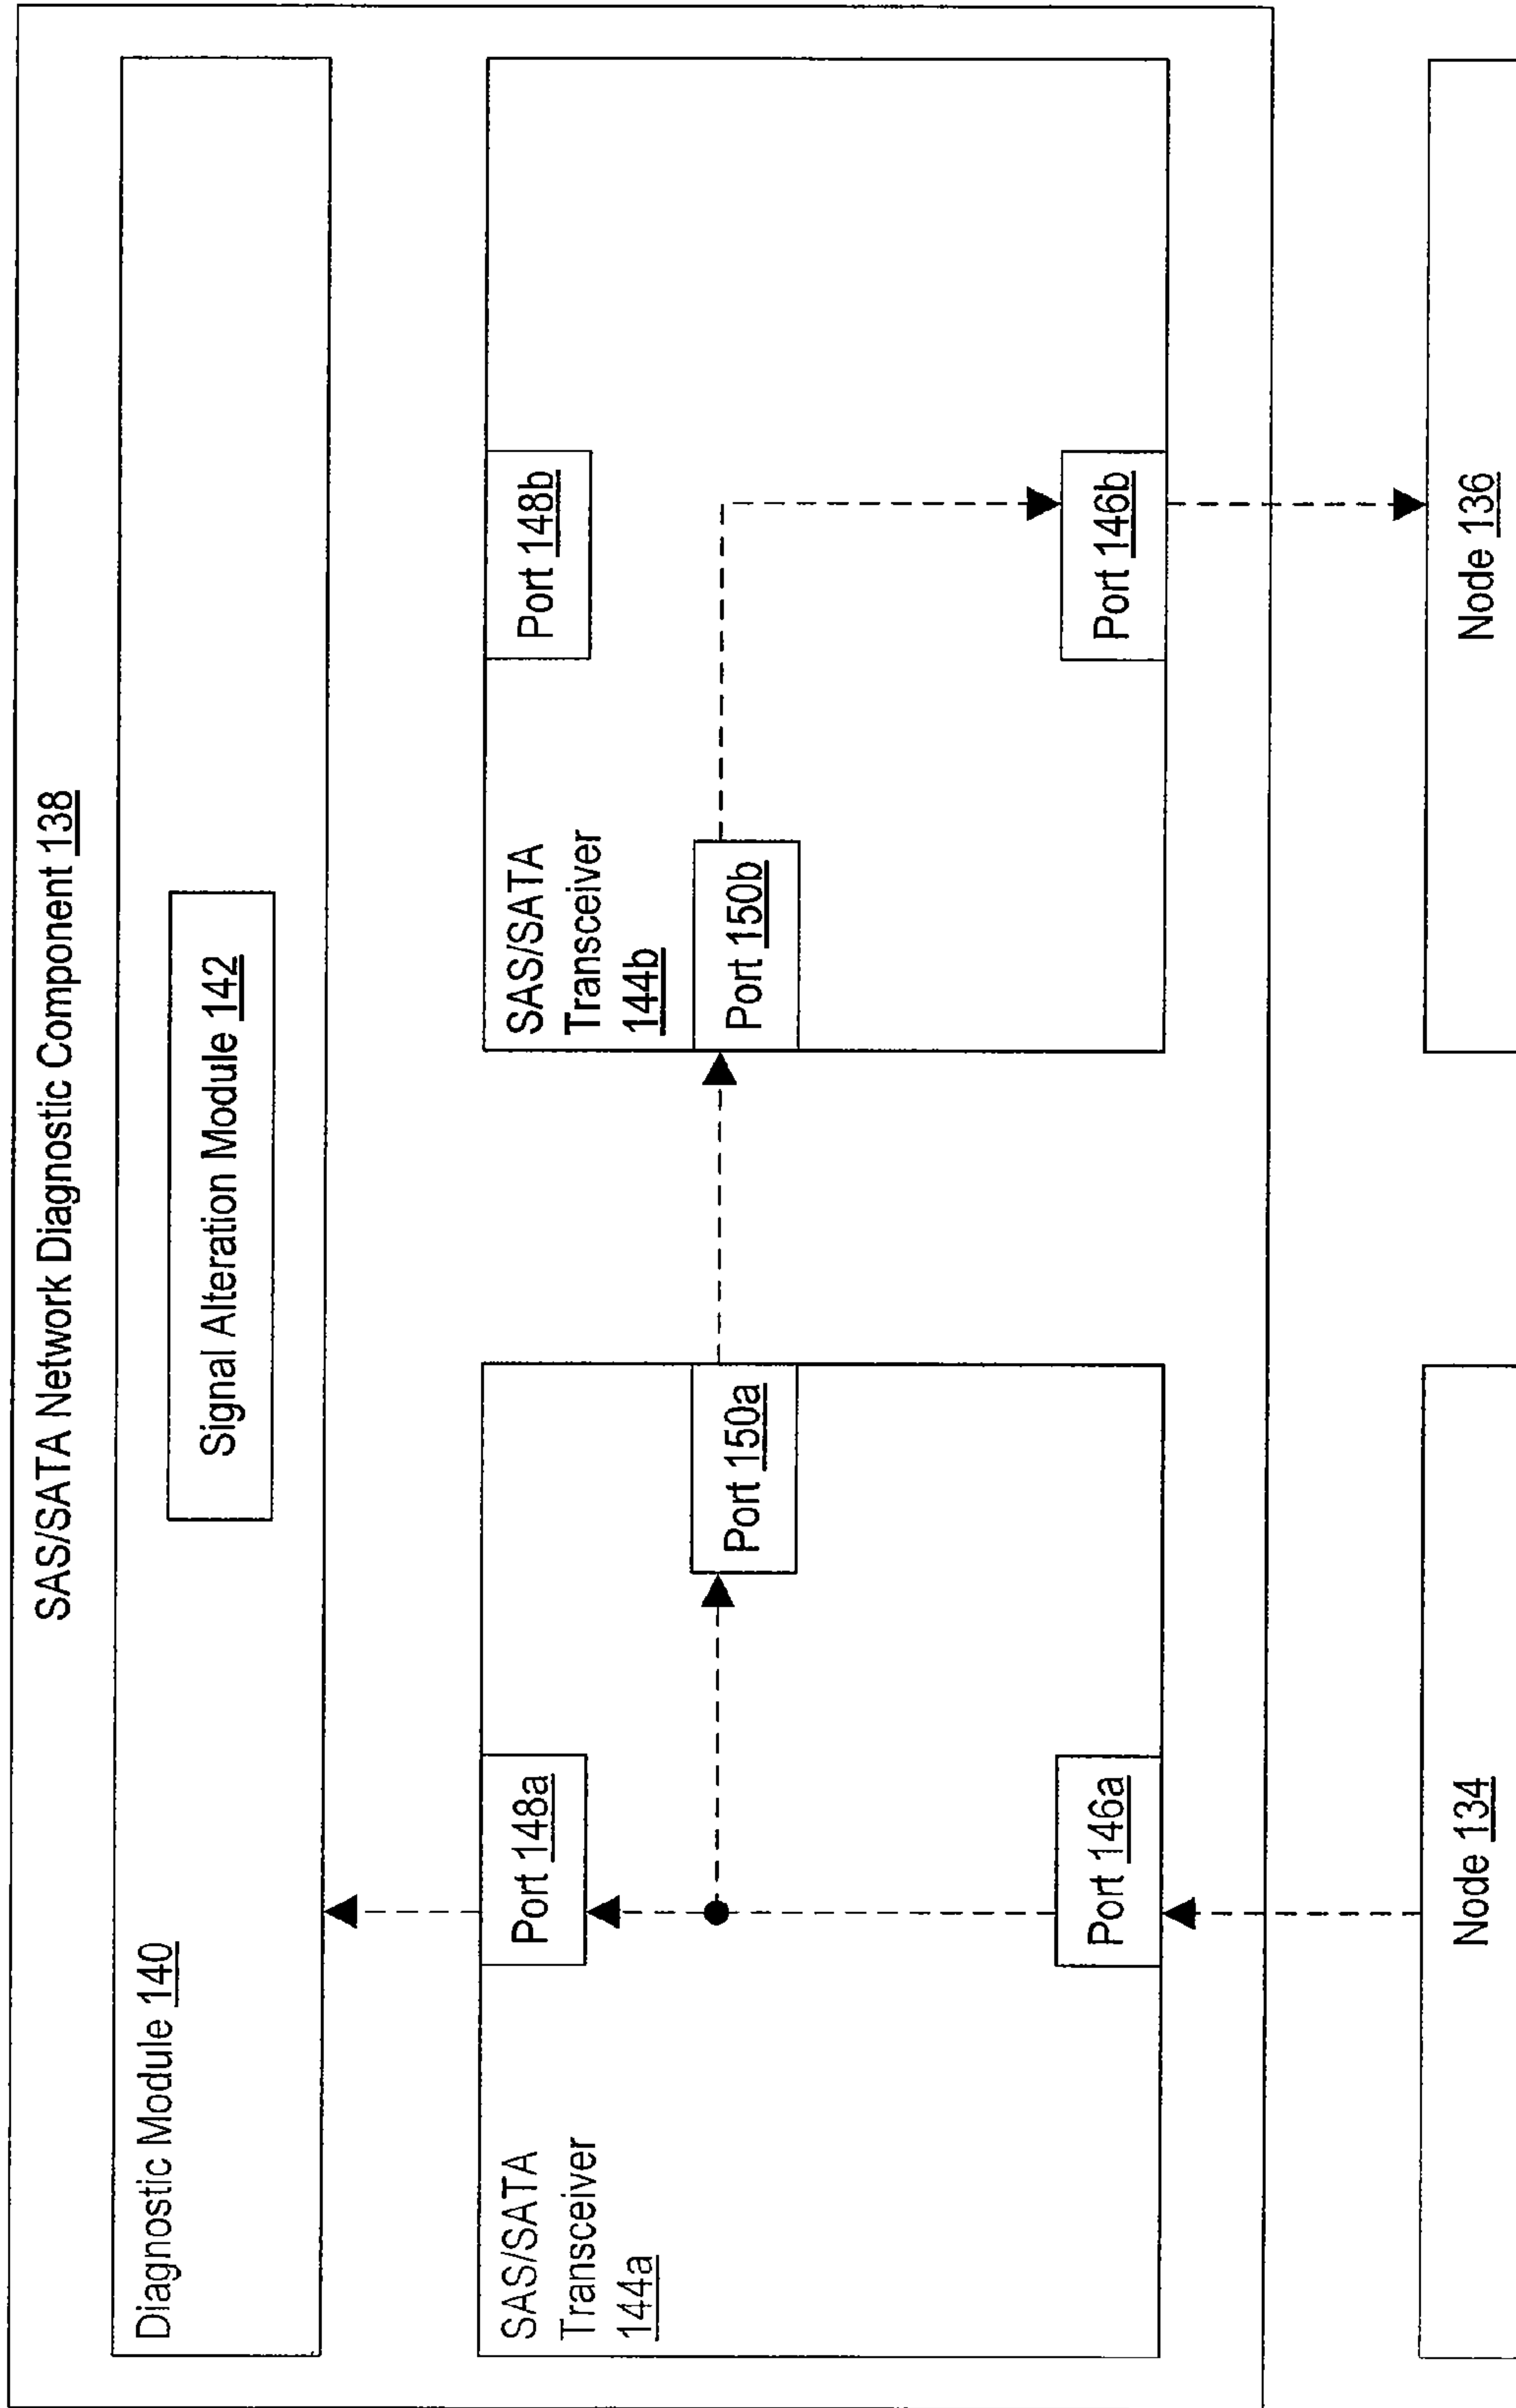 SAS/SATA Network Diagnostic Component 138
Diagnostic Module 140
Signal Alteration Module 142
SAS/SATA
Transceiver
144a
Port 148a
Port 150a
Port 146a
SAS/SATA
Transceiver
144b
Port 148b
Port 150b
Port 146b
Node 134
Node 136